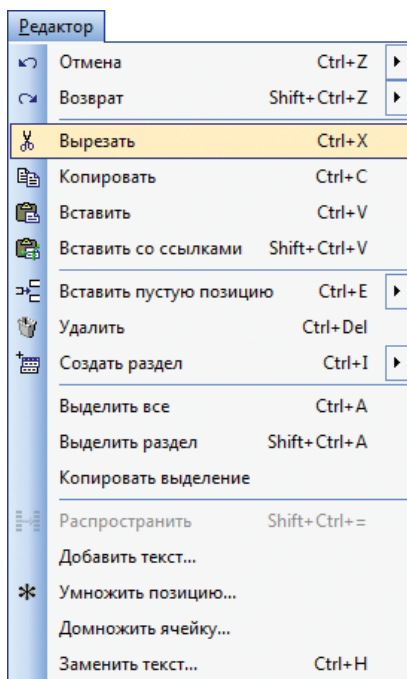 Редактор
Отмена Ctrl+Z
Возврат Shift+Ctrl+Z
Вырезать Ctrl+X
Копировать Ctrl+C
Вставить Ctrl+V
Вставить со ссылками Shift+Ctrl+V
Вставить пустую позицию Ctrl+E
Удалить Ctrl+Del
Создать раздел Ctrl+I
Выделить все Ctrl+A
Выделить раздел Shift+Ctrl+A
Копировать выделение
Распространить Shift+Ctrl+=
Добавить текст...
Умножить позицию...
Домножить ячейку...
Заменить текст... Ctrl+H